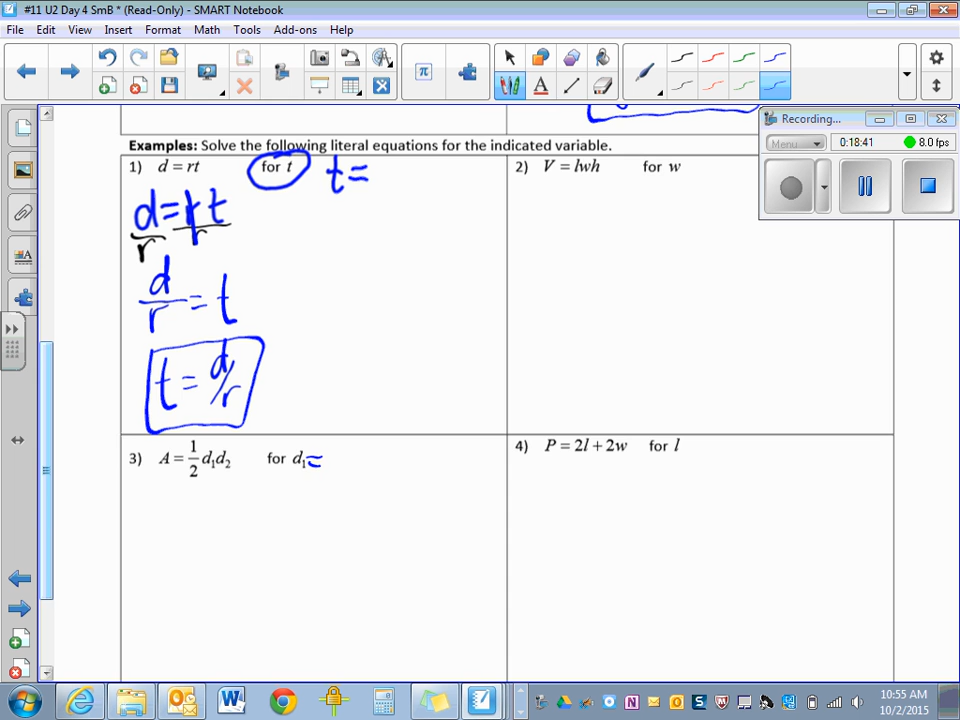 #11 U2 Day 4 SmB * (Read-Only) - SMART Notebook
File Edit View Insert Format Math Tools Add-ons Help
Recording...
Menu
0:18:41
8.0 fps
Examples: Solve the following literal equations for the indicated variable.
1) d = rt for t t=
d=rt
r r
d/r = t
t = d/r
2) V = lwh for w
3) A = 1/2 d₁d₂ for d₁=
4) P = 2l + 2w for l
10:55 AM
10/2/2015